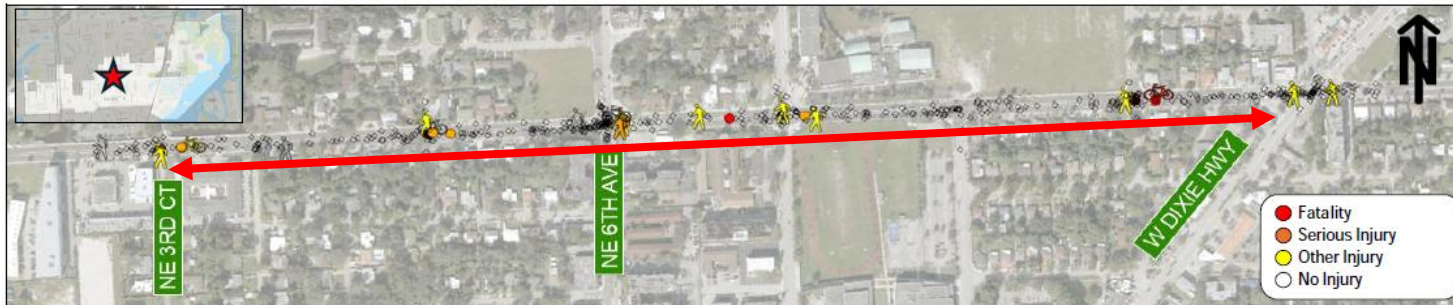 N
NE 3RD CT
NE 6TH AVE
W DIXIE HWY
Fatality
Serious Injury
Other Injury
No Injury